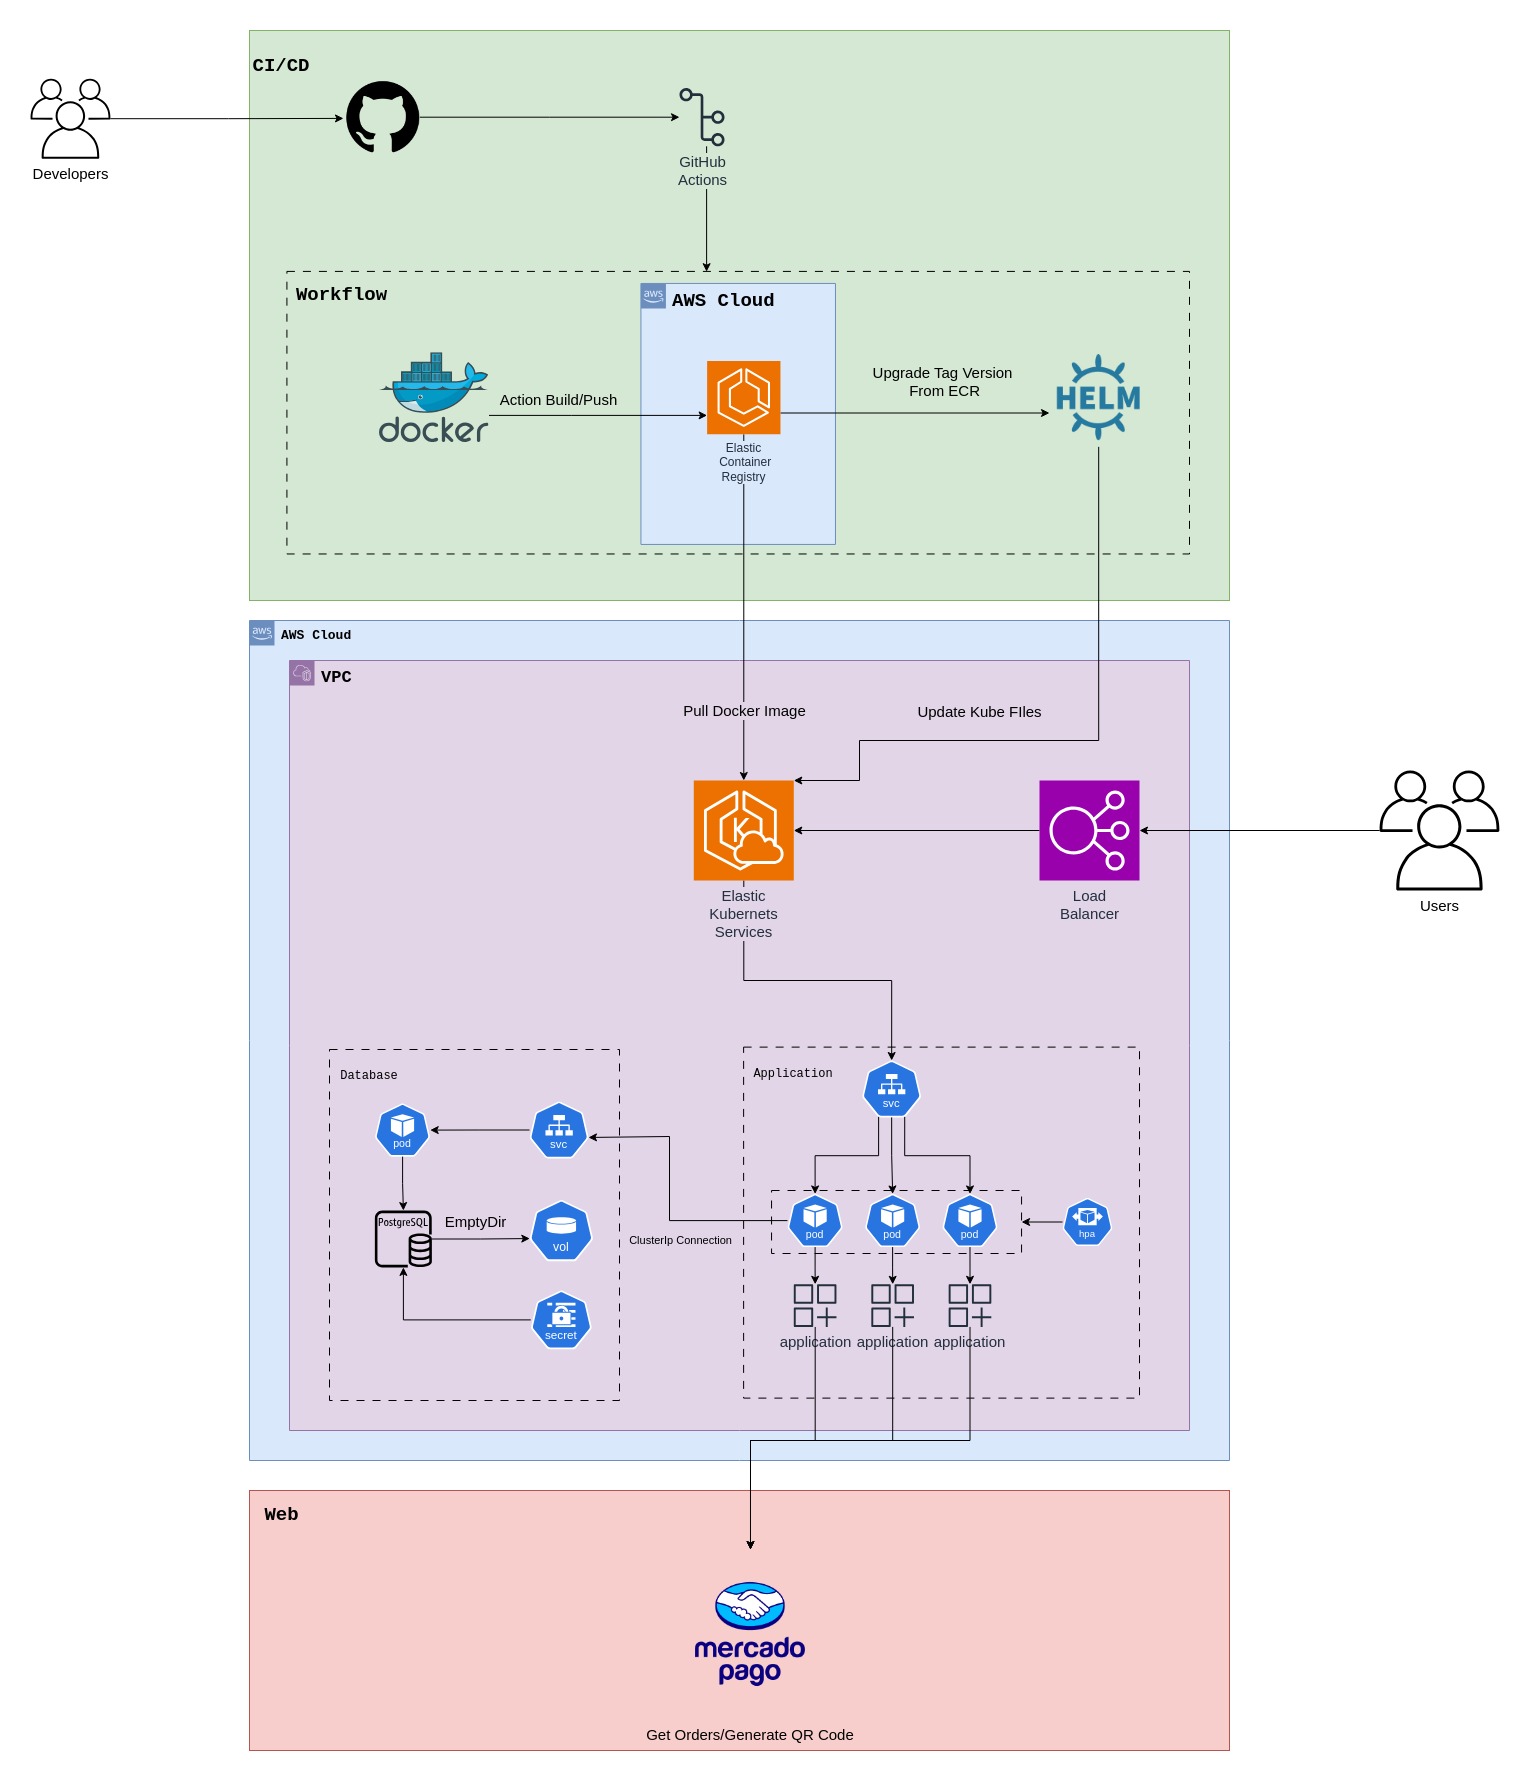 CI/CD
Developers
GitHub
Actions
Workflow
aws
AWS Cloud
docker
Action Build/Push
Elastic
Container
Registry
Upgrade Tag Version
From ECR
HELM
aws
AWS Cloud
VPC
Pull Docker Image
Update Kube FIles
Elastic
Kubernets
Services
Load
Balancer
Users
Database
pod
svc
PostgreSQL
EmptyDir
vol
secret
ClusterIp Connection
Application
svc
pod
pod
pod
hpa
application
application
application
Web
mercado
pago
Get Orders/Generate QR Code